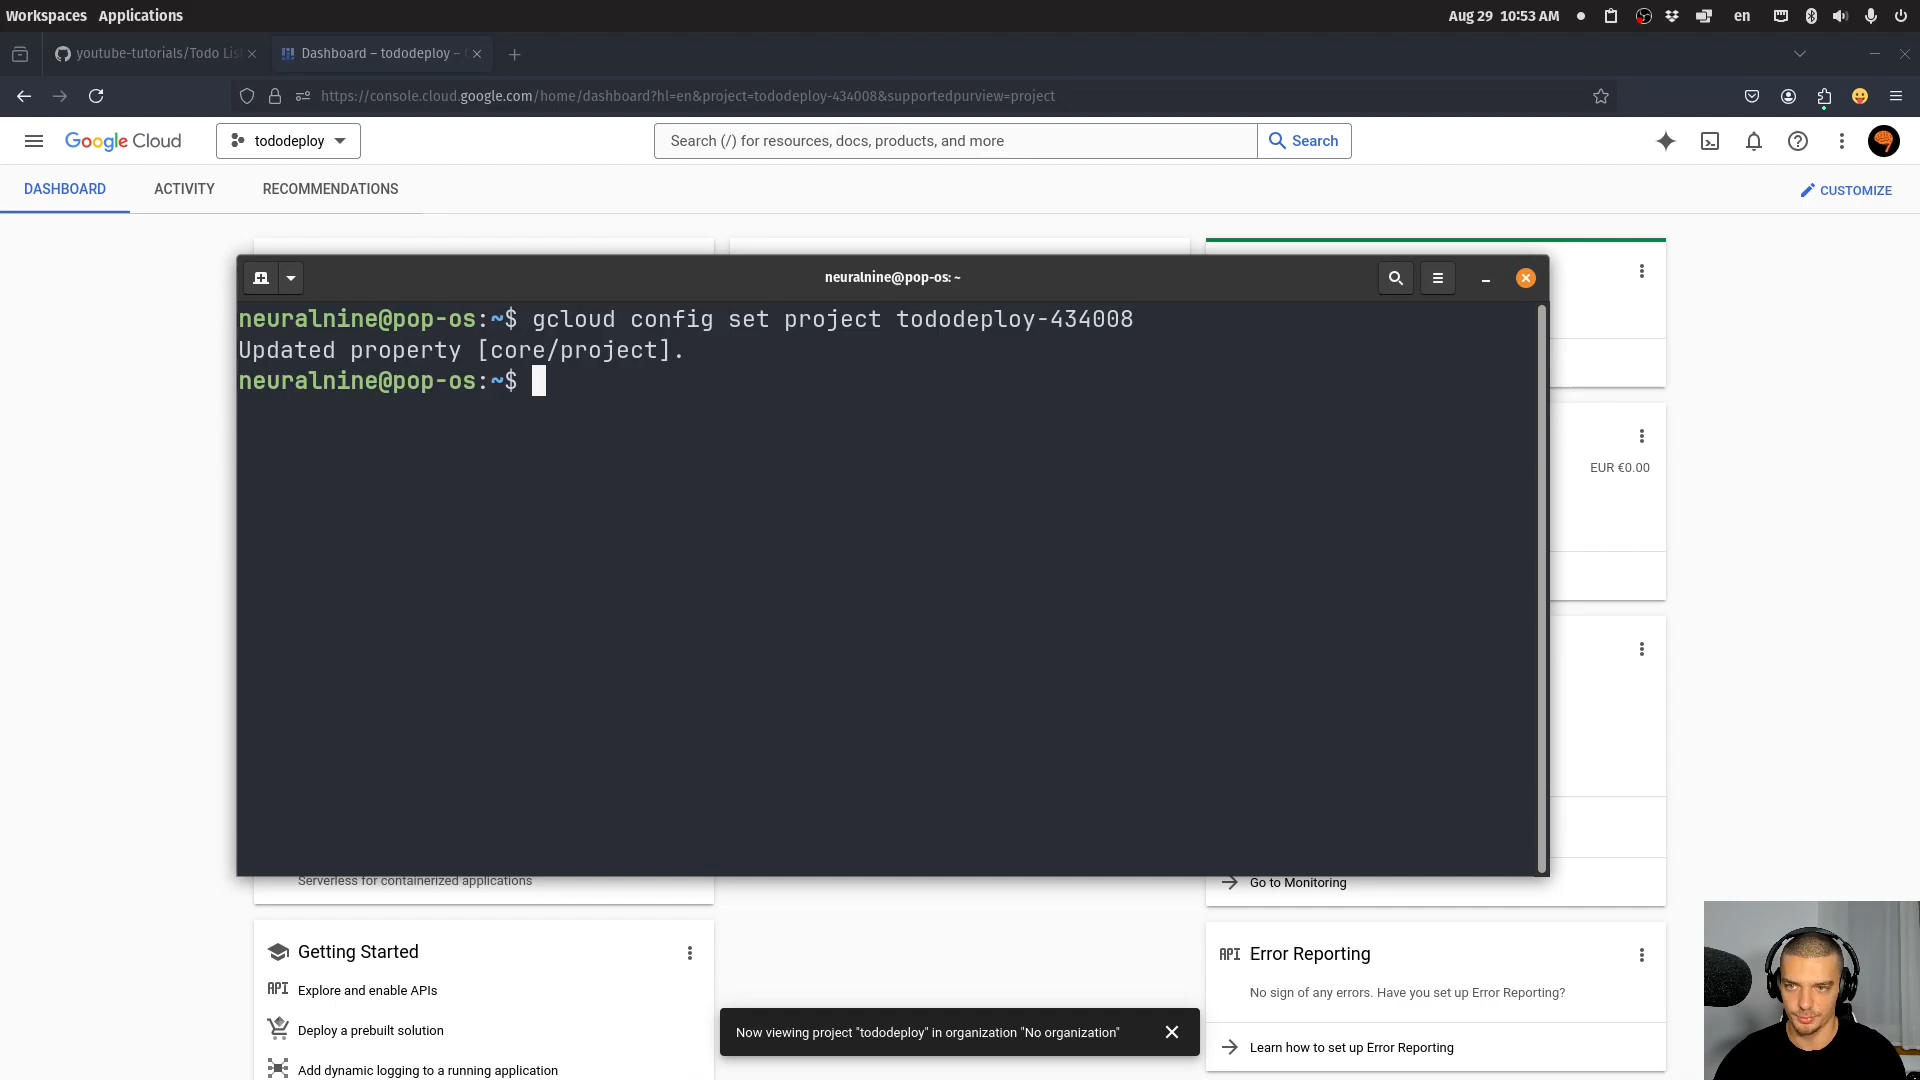 Workspaces Applications
Aug 29 10:53 AM
en
youtube-tutorials/Todo Lis
Dashboard – tododeploy –
https://console.cloud.google.com/home/dashboard?hl=en&project=tododeploy-434008&supportedpurview=project
Google Cloud
tododeploy
Search (/) for resources, docs, products, and more
Search
DASHBOARD
ACTIVITY
RECOMMENDATIONS
CUSTOMIZE
neuralnine@pop-os: ~
neuralnine@pop-os:~$ gcloud config set project tododeploy-434008
Updated property [core/project].
neuralnine@pop-os:~$
EUR €0.00
Serverless for containerized applications
Go to Monitoring
Getting Started
API Explore and enable APIs
Deploy a prebuilt solution
Add dynamic logging to a running application
API Error Reporting
No sign of any errors. Have you set up Error Reporting?
Learn how to set up Error Reporting
Now viewing project "tododeploy" in organization "No organization"